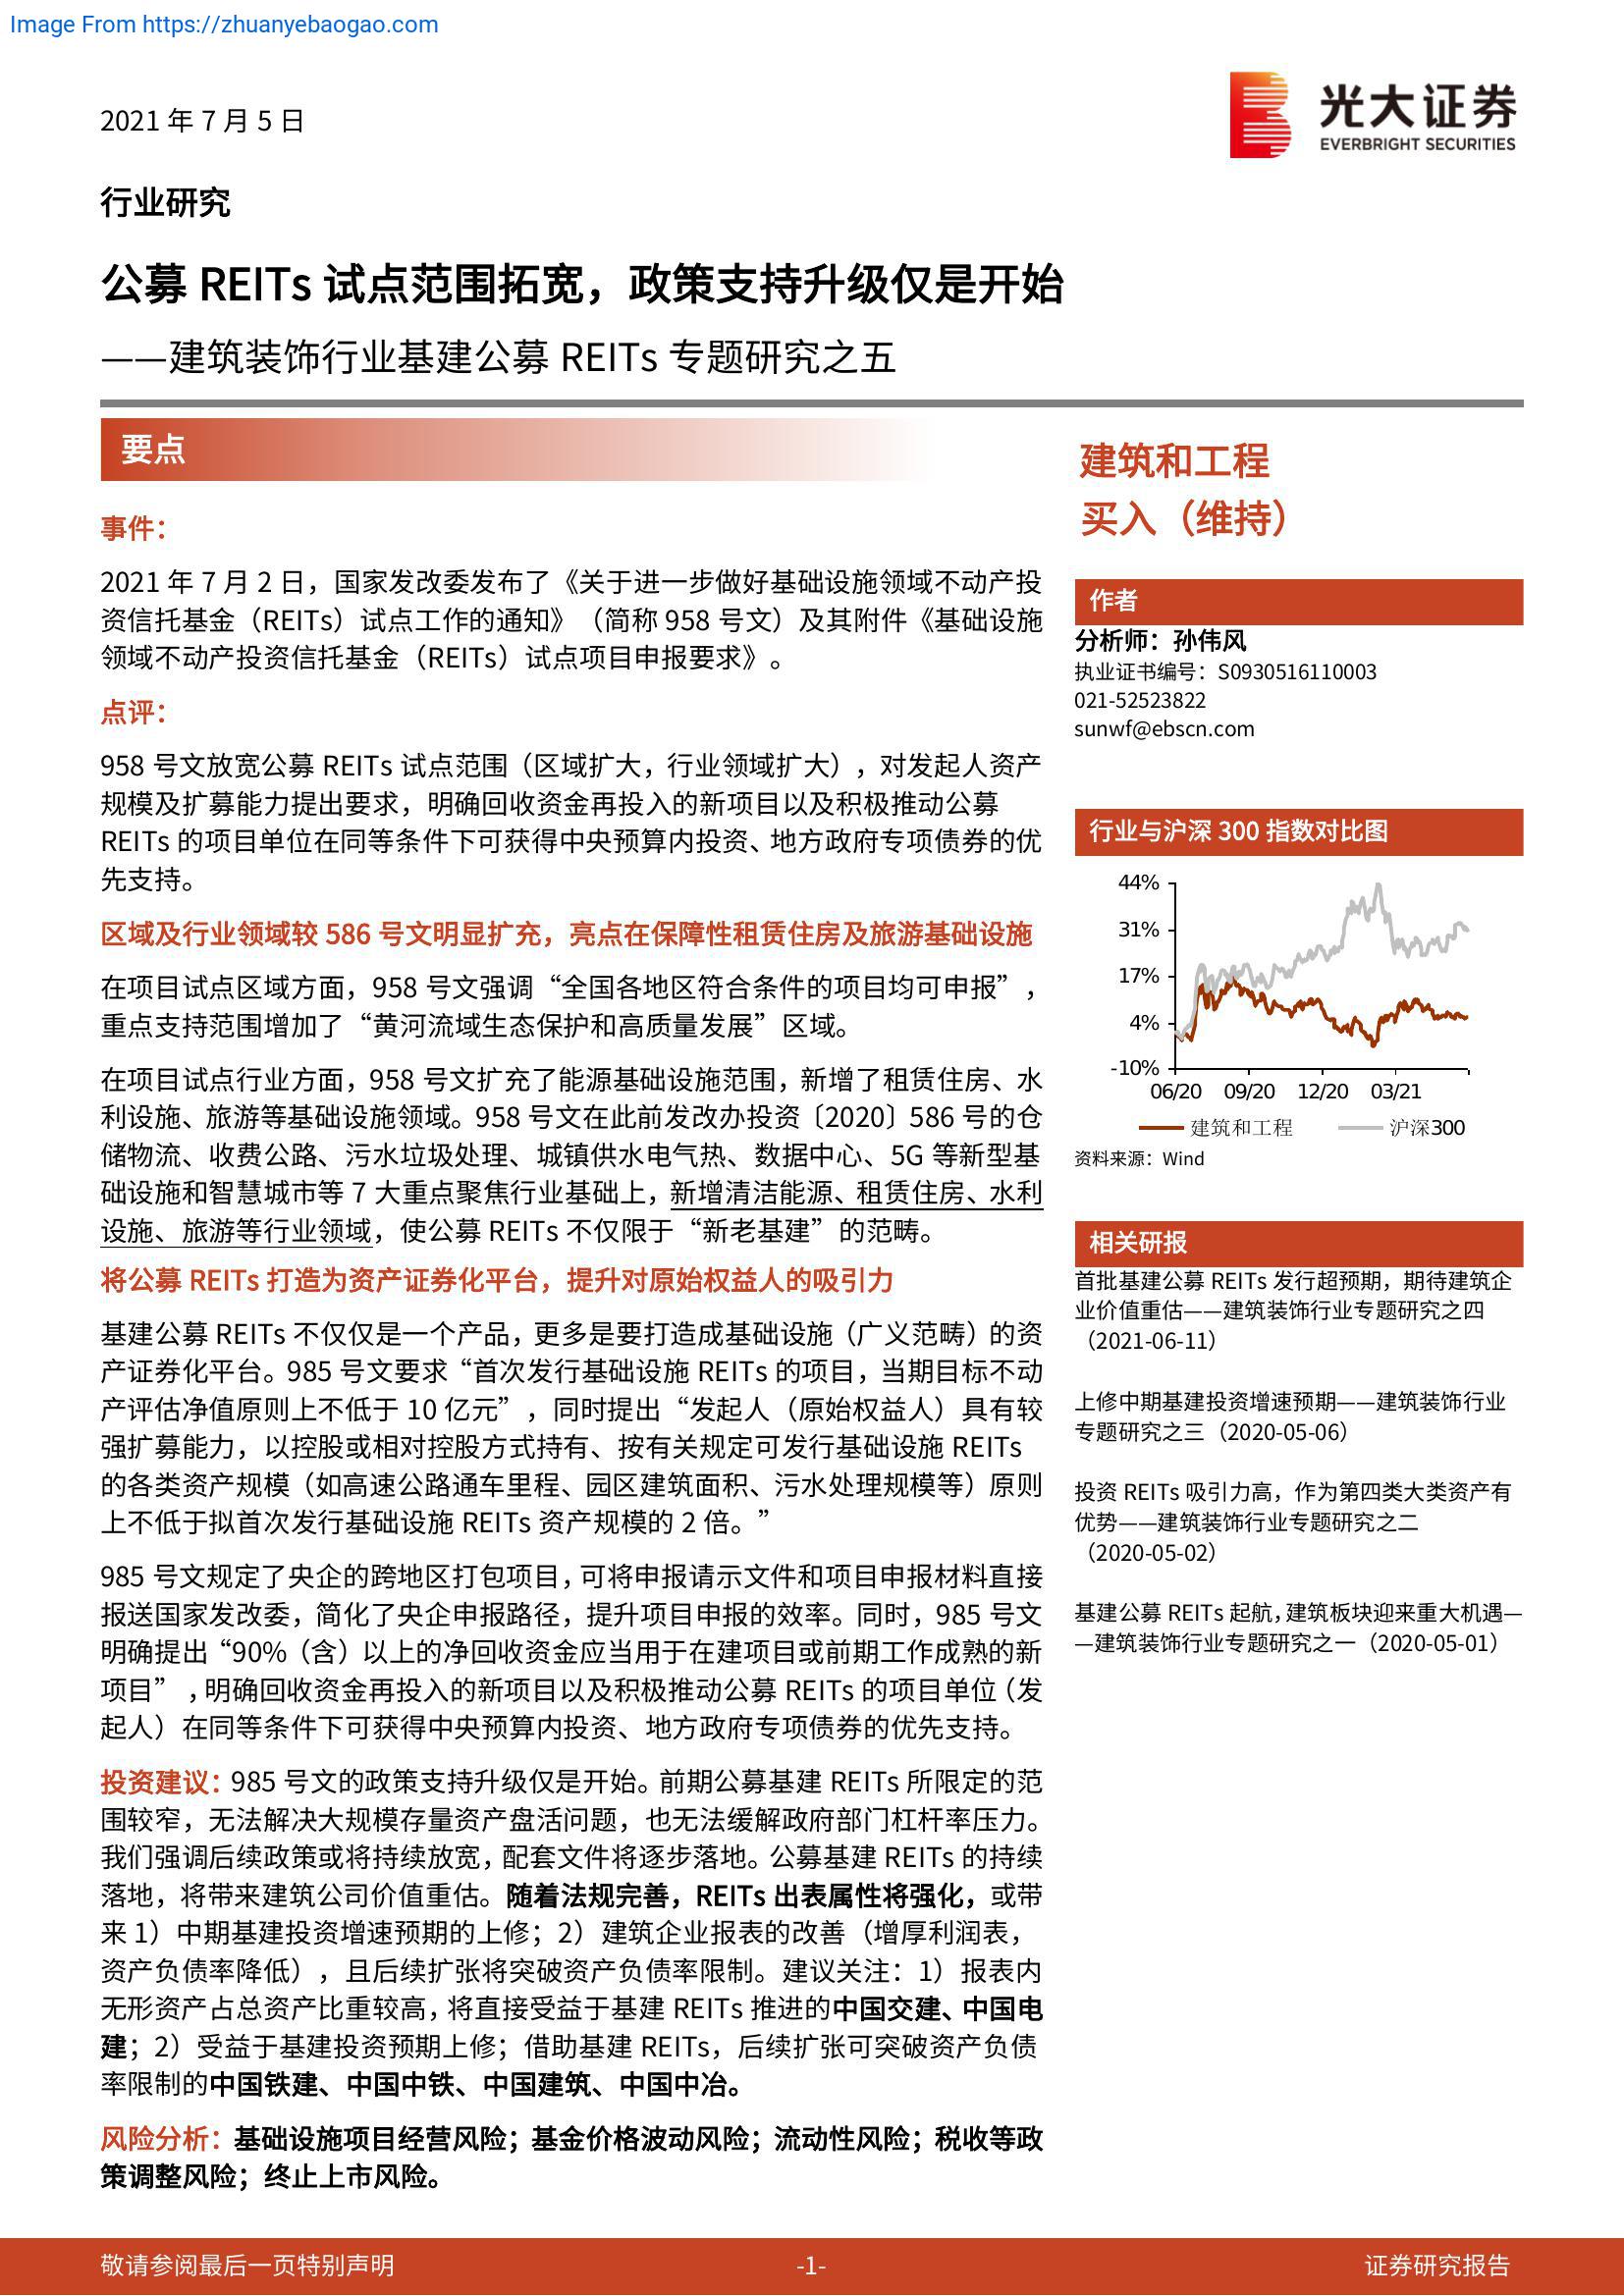 Image From https://zhuanyebaogao.com
2021 年 7 月 5 日
光大证券
EVERBRIGHT SECURITIES
行业研究
公募 REITs 试点范围拓宽，政策支持升级仅是开始
——建筑装饰行业基建公募 REITs 专题研究之五
要点
事件：
2021 年 7 月 2 日，国家发改委发布了《关于进一步做好基础设施领域不动产投
资信托基金（REITs）试点工作的通知》（简称 958 号文）及其附件《基础设施
领域不动产投资信托基金（REITs）试点项目申报要求》。
点评：
958 号文放宽公募 REITs 试点范围（区域扩大，行业领域扩大），对发起人资产
规模及扩募能力提出要求，明确回收资金再投入的新项目以及积极推动公募
REITs 的项目单位在同等条件下可获得中央预算内投资、地方政府专项债券的优
先支持。
区域及行业领域较 586 号文明显扩充，亮点在保障性租赁住房及旅游基础设施
在项目试点区域方面，958 号文强调“全国各地区符合条件的项目均可申报”，
重点支持范围增加了“黄河流域生态保护和高质量发展”区域。
在项目试点行业方面，958 号文扩充了能源基础设施范围，新增了租赁住房、水
利设施、旅游等基础设施领域。958 号文在此前发改办投资〔2020〕586 号的仓
储物流、收费公路、污水垃圾处理、城镇供水电气热、数据中心、5G 等新型基
础设施和智慧城市等 7 大重点聚焦行业基础上，新增清洁能源、租赁住房、水利
设施、旅游等行业领域，使公募 REITs 不仅限于“新老基建”的范畴。
将公募 REITs 打造为资产证券化平台，提升对原始权益人的吸引力
基建公募 REITs 不仅仅是一个产品，更多是要打造成基础设施（广义范畴）的资
产证券化平台。985 号文要求“首次发行基础设施 REITs 的项目，当期目标不动
产评估净值原则上不低于 10 亿元”，同时提出“发起人（原始权益人）具有较
强扩募能力，以控股或相对控股方式持有、按有关规定可发行基础设施 REITs
的各类资产规模（如高速公路通车里程、园区建筑面积、污水处理规模等）原则
上不低于拟首次发行基础设施 REITs 资产规模的 2 倍。”
985 号文规定了央企的跨地区打包项目，可将申报请示文件和项目申报材料直接
报送国家发改委，简化了央企申报路径，提升项目申报的效率。同时，985 号文
明确提出“90%（含）以上的净回收资金应当用于在建项目或前期工作成熟的新
项目”，明确回收资金再投入的新项目以及积极推动公募 REITs 的项目单位（发
起人）在同等条件下可获得中央预算内投资、地方政府专项债券的优先支持。
投资建议：985 号文的政策支持升级仅是开始。前期公募基建 REITs 所限定的范
围较窄，无法解决大规模存量资产盘活问题，也无法缓解政府部门杠杆率压力。
我们强调后续政策或将持续放宽，配套文件将逐步落地。公募基建 REITs 的持续
落地，将带来建筑公司价值重估。随着法规完善，REITs 出表属性将强化，或带
来 1）中期基建投资增速预期的上修；2）建筑企业报表的改善（增厚利润表，
资产负债率降低），且后续扩张将突破资产负债率限制。建议关注：1）报表内
无形资产占总资产比重较高，将直接受益于基建 REITs 推进的中国交建、中国电
建；2）受益于基建投资预期上修；借助基建 REITs，后续扩张可突破资产负债
率限制的中国铁建、中国中铁、中国建筑、中国中冶。
风险分析：基础设施项目经营风险；基金价格波动风险；流动性风险；税收等政
策调整风险；终止上市风险。
建筑和工程
买入（维持）
作者
分析师：孙伟风
执业证书编号：S0930516110003
021-52523822
sunwf@ebscn.com
行业与沪深 300 指数对比图
44%
31%
17%
4%
-10%
06/20 09/20 12/20 03/21
建筑和工程 沪深300
资料来源：Wind
相关研报
首批基建公募 REITs 发行超预期，期待建筑企
业价值重估——建筑装饰行业专题研究之四
（2021-06-11）
上修中期基建投资增速预期——建筑装饰行业
专题研究之三（2020-05-06）
投资 REITs 吸引力高，作为第四类大类资产有
优势——建筑装饰行业专题研究之二
（2020-05-02）
基建公募 REITs 起航，建筑板块迎来重大机遇—
—建筑装饰行业专题研究之一（2020-05-01）
敬请参阅最后一页特别声明
-1-
证券研究报告